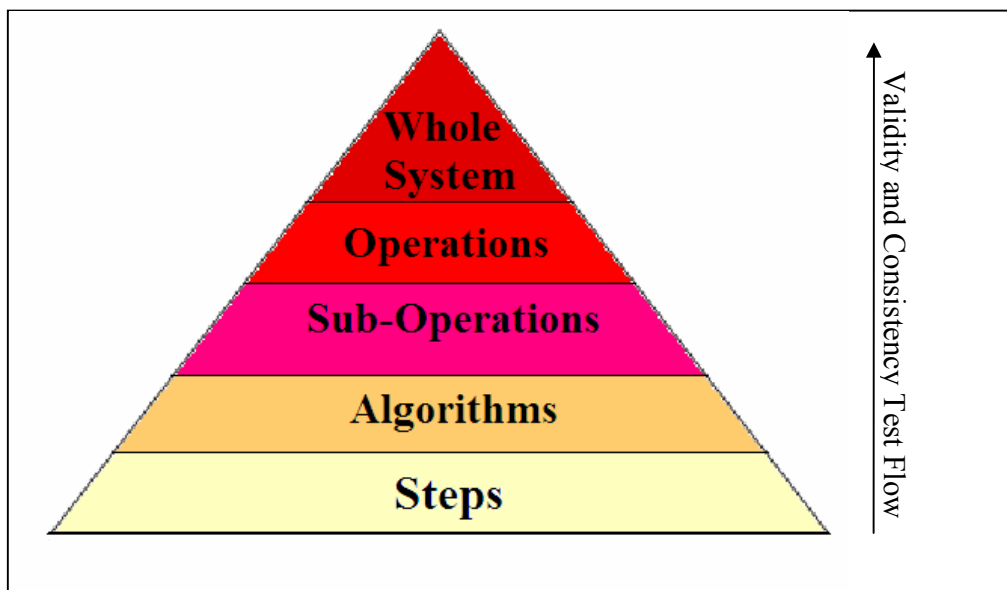 Whole
System
Operations
Sub-Operations
Algorithms
Steps
Validity and Consistency Test Flow